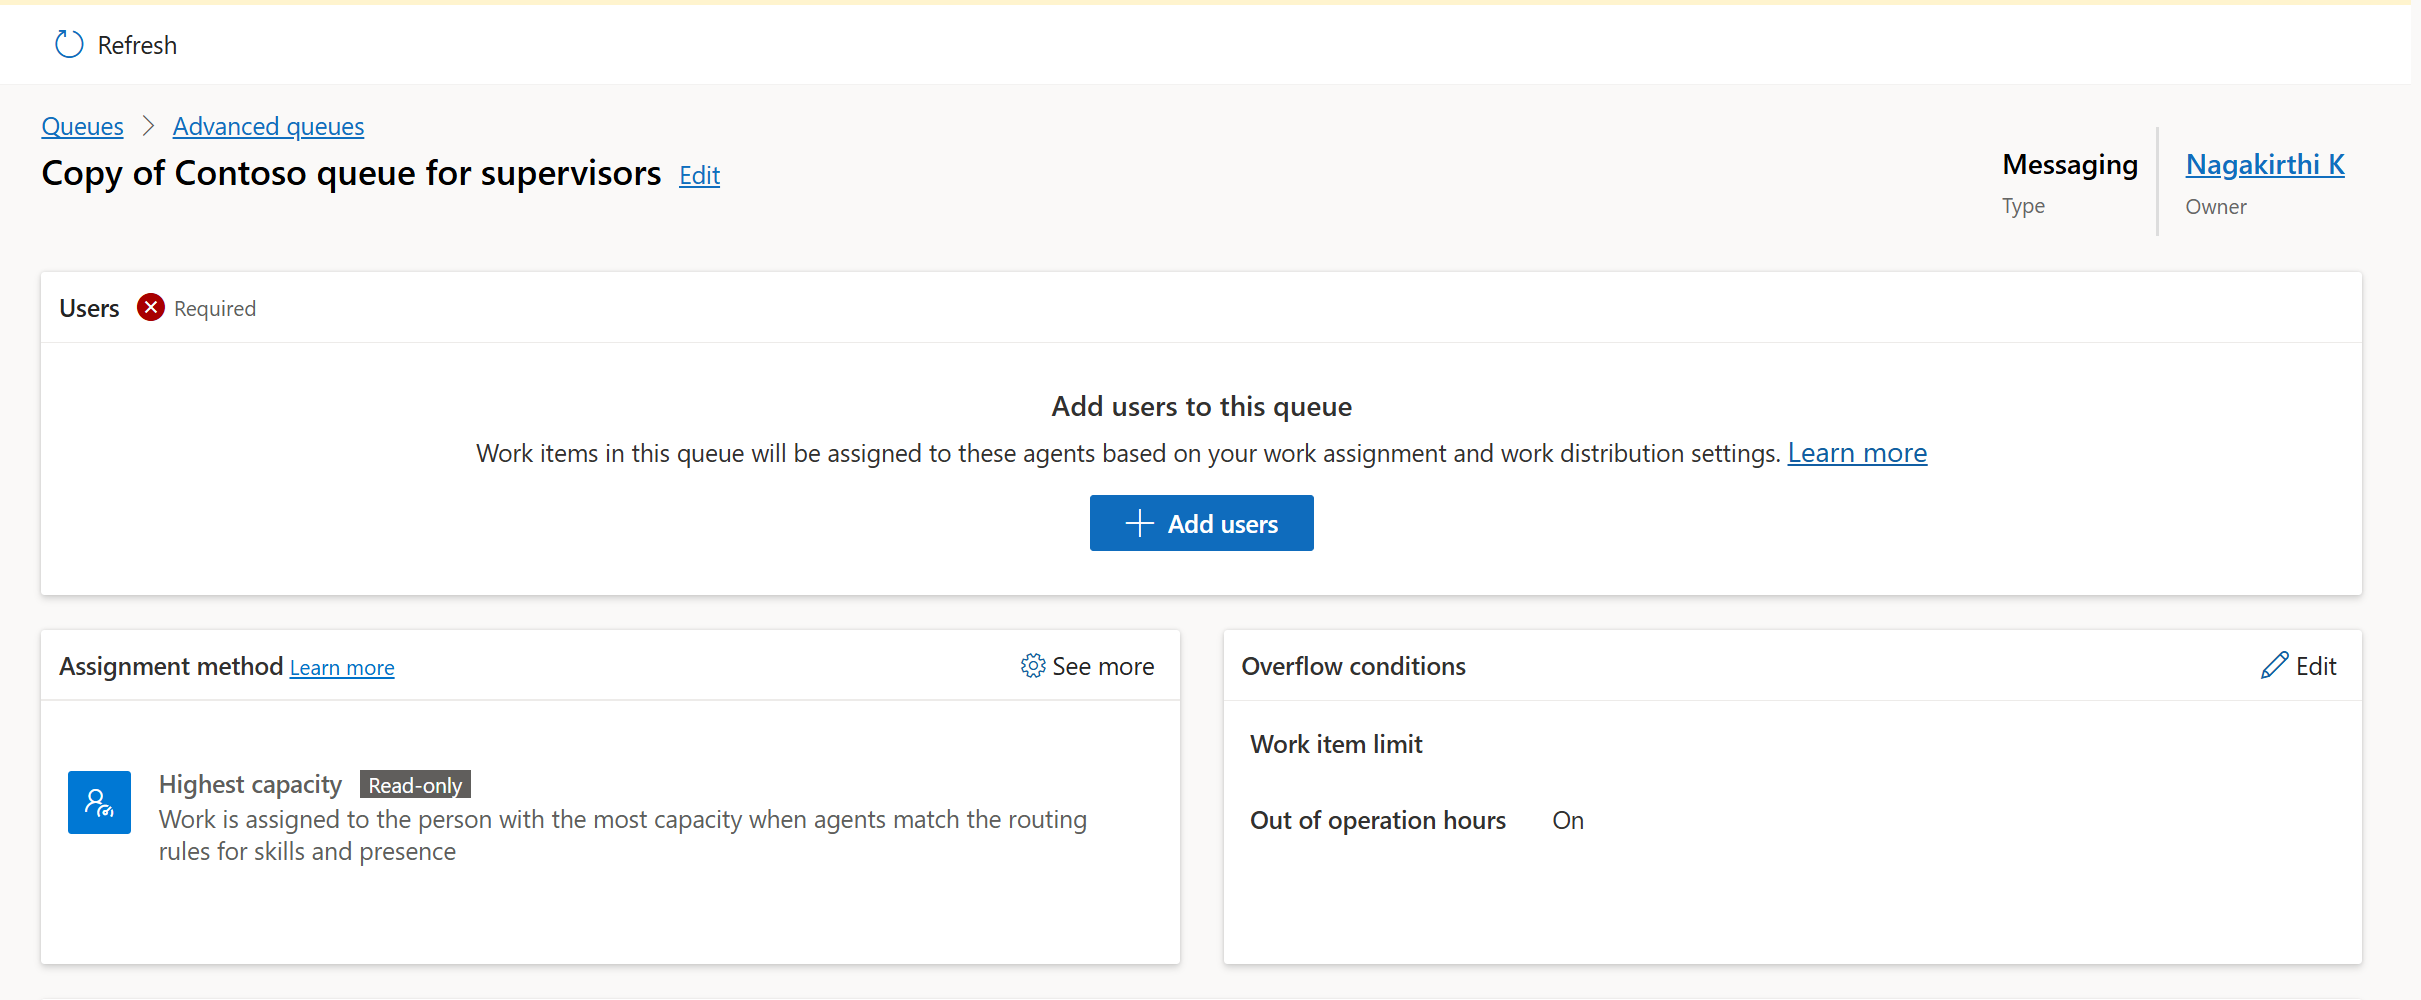 Refresh
Queues > Advanced queues
Copy of Contoso queue for supervisors Edit
Messaging
Type
Nagakirthi K
Owner
Users Required
Add users to this queue
Work items in this queue will be assigned to these agents based on your work assignment and work distribution settings. Learn more
Add users
Assignment method Learn more
See more
Highest capacity Read-only
Work is assigned to the person with the most capacity when agents match the routing
rules for skills and presence
Overflow conditions
Edit
Work item limit
Out of operation hours On